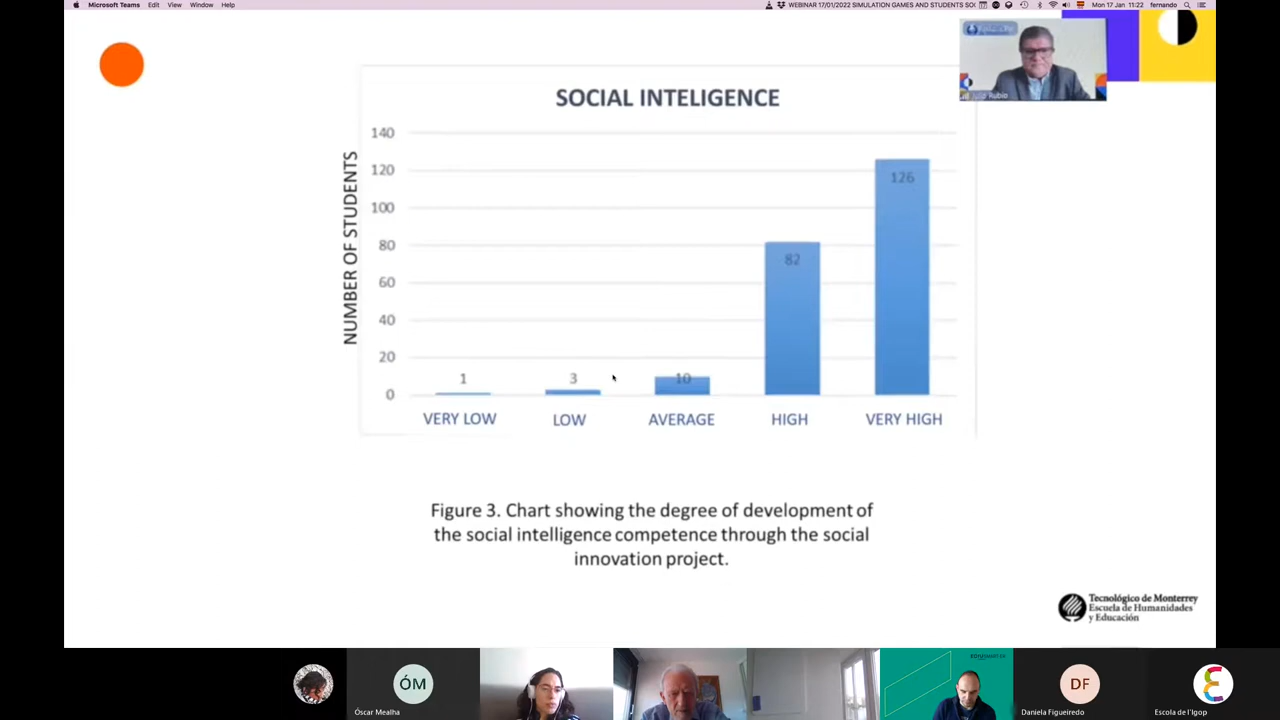 Microsoft Teams Edit View Window Help
WEBINAR 17/01/2022 SIMULATION GAMES AND STUDENTS SO
Mon 17 Jan 11:22 fernando
SOCIAL INTELIGENCE
NUMBER OF STUDENTS
140
120
100
80
60
40
20
0
1
3
10
82
126
VERY LOW
LOW
AVERAGE
HIGH
VERY HIGH
Figure 3. Chart showing the degree of development of
the social intelligence competence through the social
innovation project.
Rubio
Tecnológico de Monterrey
Escuela de Humanidades
y Educación
ÓM
Óscar Mealha
DF
Daniela Figueiredo
Escola de l'Igop